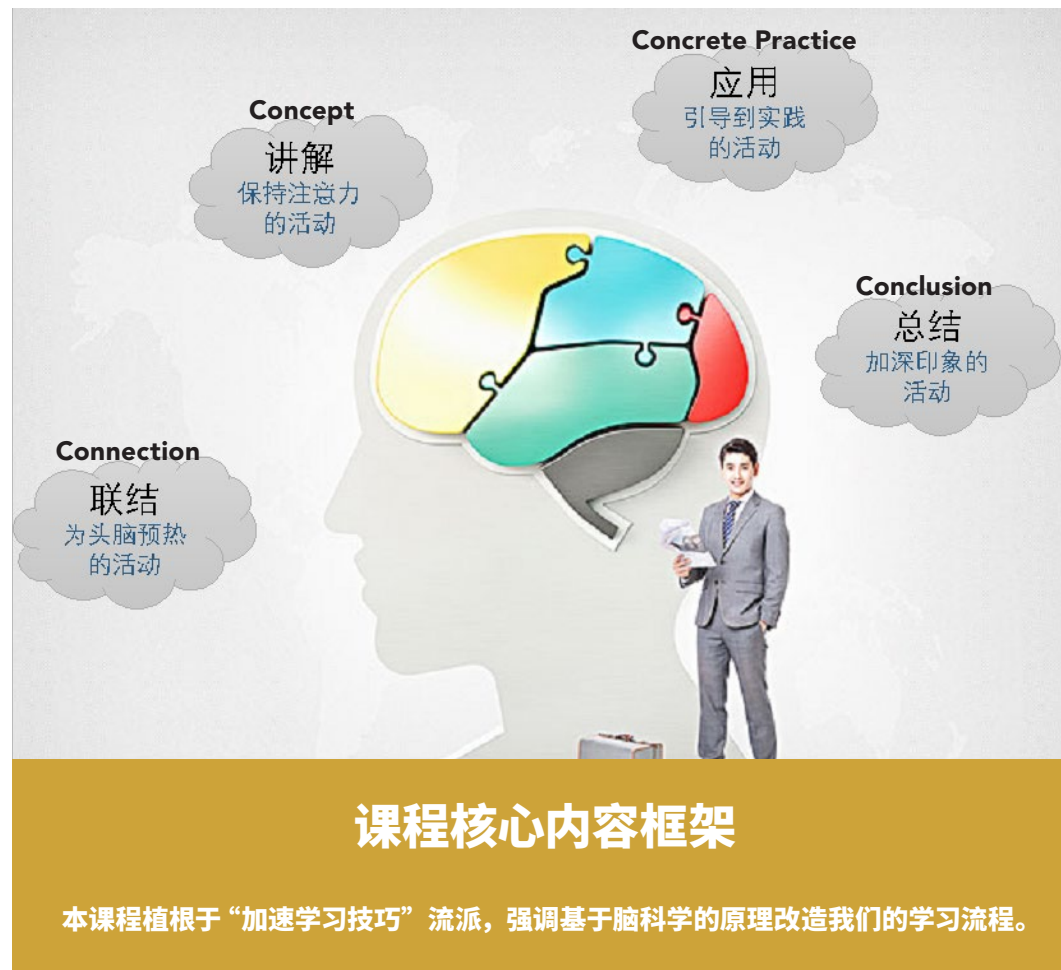 Concrete Practice
应用
引导到实践
的活动
Concept
讲解
保持注意力
的活动
Conclusion
总结
加深印象的
活动
Connection
联结
为头脑预热
的活动
课程核心内容框架
本课程植根于“加速学习技巧”流派，强调基于脑科学的原理改造我们的学习流程。